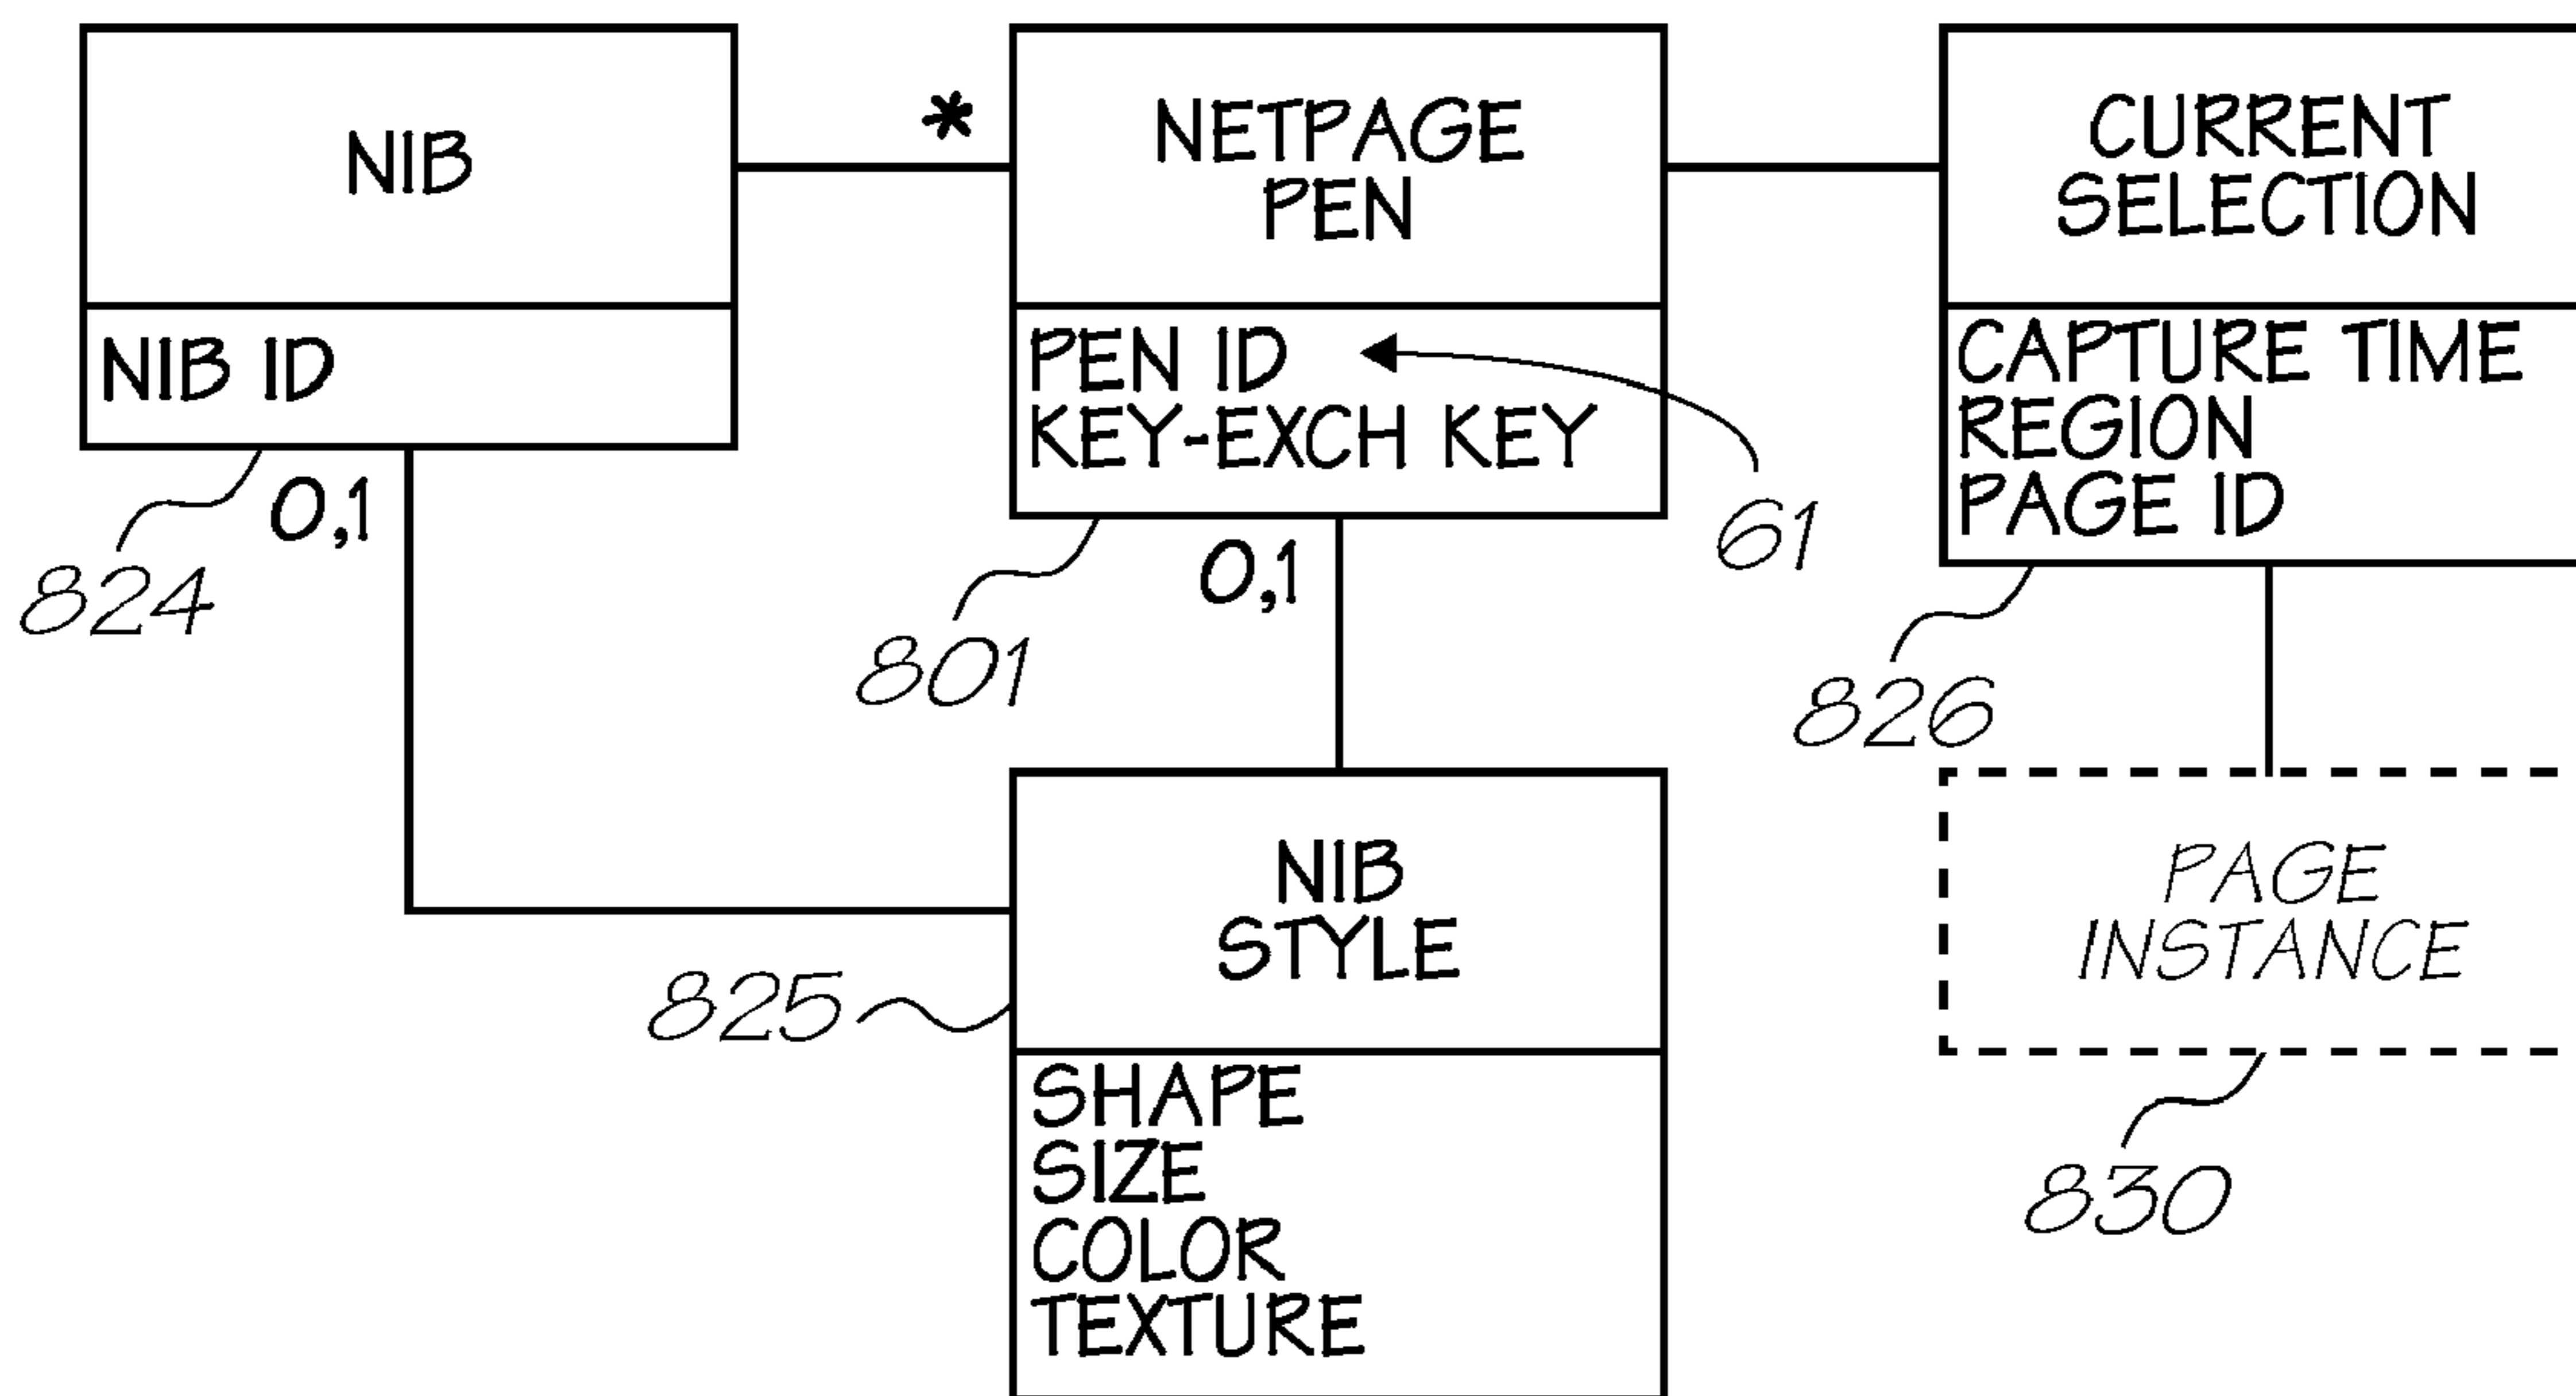 NIB
NIB ID
824
0,1
*
NETPAGE
PEN
PEN ID
KEY-EXCH KEY
61
801
0,1
CURRENT
SELECTION
CAPTURE TIME
REGION
PAGE ID
826
NIB
STYLE
825
SHAPE
SIZE
COLOR
TEXTURE
PAGE
INSTANCE
830